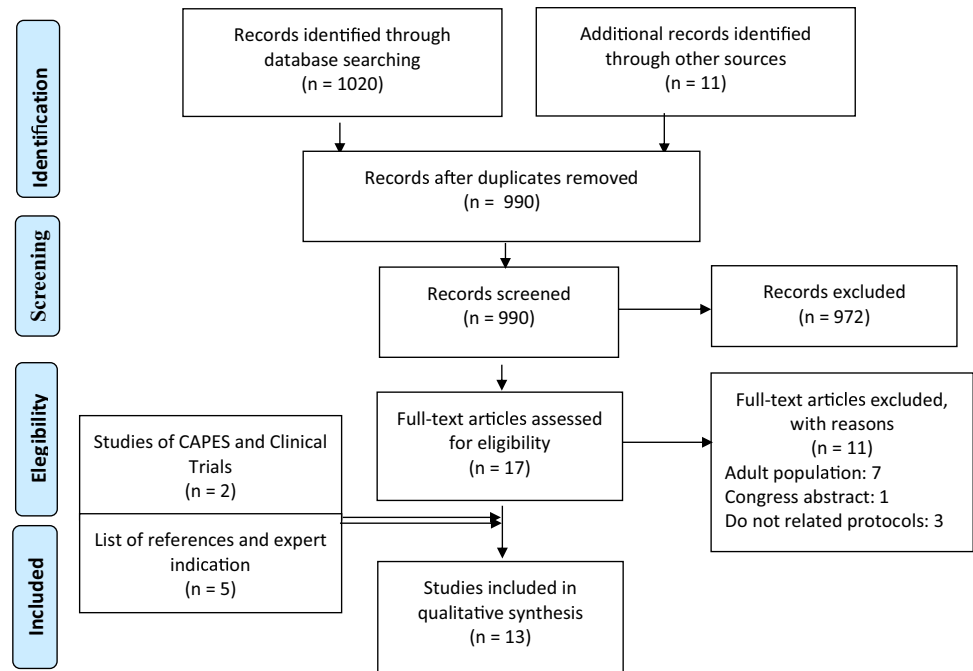 Identification
Records identified through
database searching
(n = 1020)
Additional records identified
through other sources
(n = 11)
Records after duplicates removed
(n = 990)
Screening
Records screened
(n = 990)
Records excluded
(n = 972)
Elegibility
Full-text articles assessed
for eligibility
(n = 17)
Full-text articles excluded,
with reasons
(n = 11)
Adult population: 7
Congress abstract: 1
Do not related protocols: 3
Studies of CAPES and Clinical
Trials
(n = 2)
List of references and expert
indication
(n = 5)
Included
Studies included in
qualitative synthesis
(n = 13)